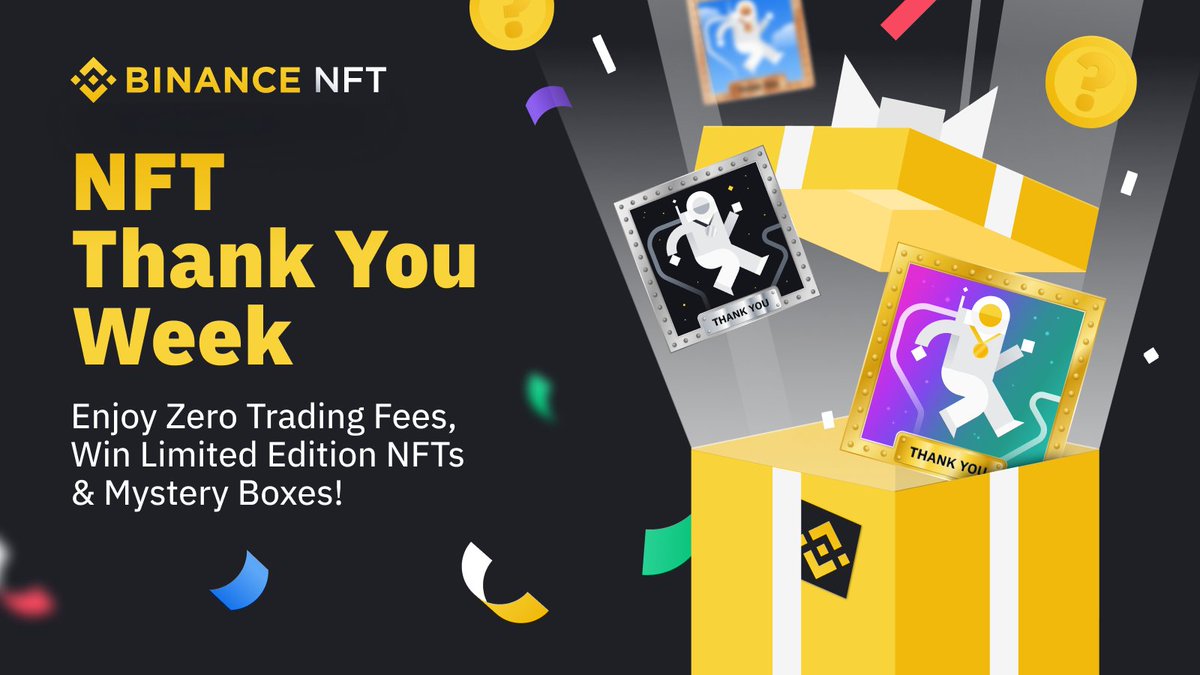 BINANCE NFT
NFT
Thank You
Week
Enjoy Zero Trading Fees,
Win Limited Edition NFTs
& Mystery Boxes!
?
?
THANK YOU
THANK YOU